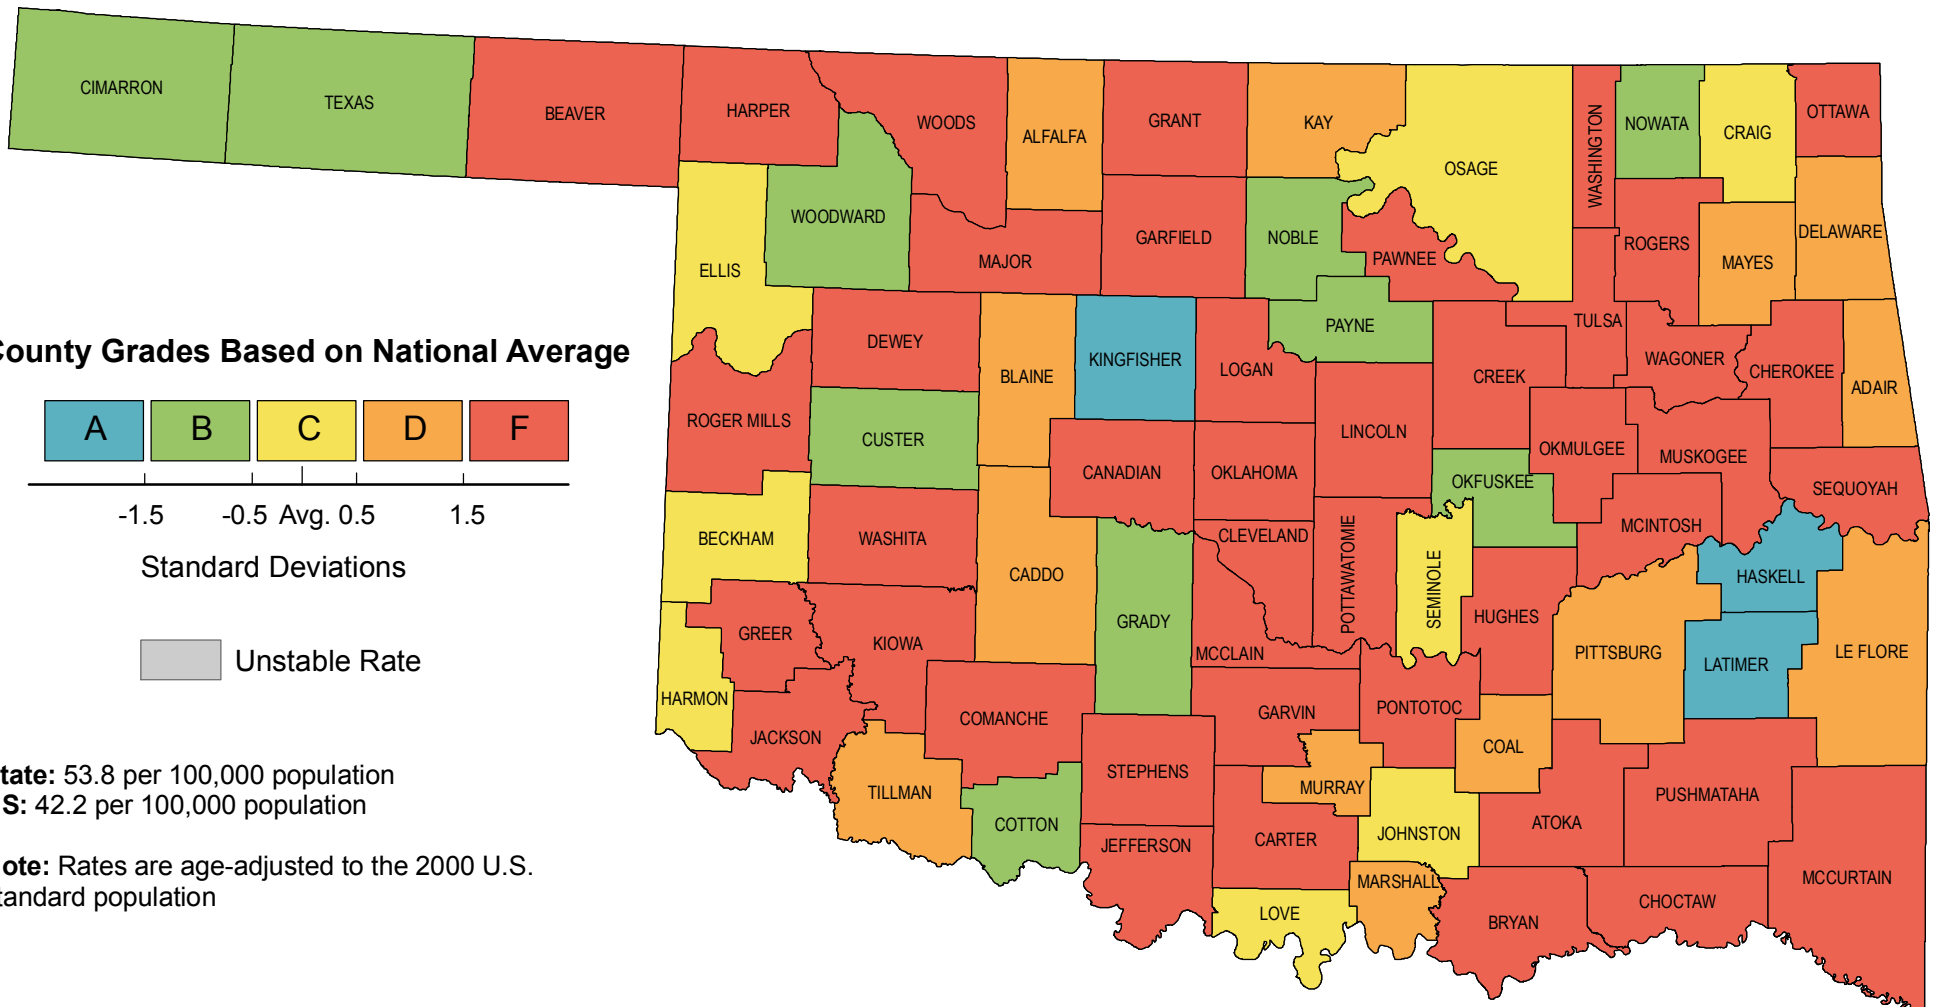 CIMARRON
TEXAS
BEAVER
HARPER
WOODS
ALFALFA
GRANT
KAY
OSAGE
WASHINGTON
NOWATA
CRAIG
OTTAWA
ELLIS
WOODWARD
MAJOR
GARFIELD
NOBLE
PAWNEE
ROGERS
MAYES
DELAWARE
County Grades Based on National Average
A B C D F
-1.5 -0.5 Avg. 0.5 1.5
Standard Deviations
Unstable Rate
DEWEY
BLAINE
KINGFISHER
LOGAN
PAYNE
CREEK
TULSA
WAGONER
CHEROKEE
ADAIR
ROGER MILLS
CUSTER
CANADIAN
OKLAHOMA
LINCOLN
OKFUSKEE
OKMULGEE
MUSKOGEE
SEQUOYAH
BECKHAM
WASHITA
CADDO
GRADY
CLEVELAND
POTTAWATOMIE
SEMINOLE
HUGHES
MCINTOSH
HASKELL
GREER
KIOWA
MCCLAIN
PITTSBURG
LATIMER
LE FLORE
HARMON
JACKSON
COMANCHE
GARVIN
PONTOTOC
COAL
TILLMAN
STEPHENS
MURRAY
PUSHMATAHA
COTTON
JEFFERSON
CARTER
JOHNSTON
ATOKA
LOVE
MARSHALL
BRYAN
CHOCTAW
MCCURTAIN
tate: 53.8 per 100,000 population
S: 42.2 per 100,000 population
ote: Rates are age-adjusted to the 2000 U.S.
tandard population